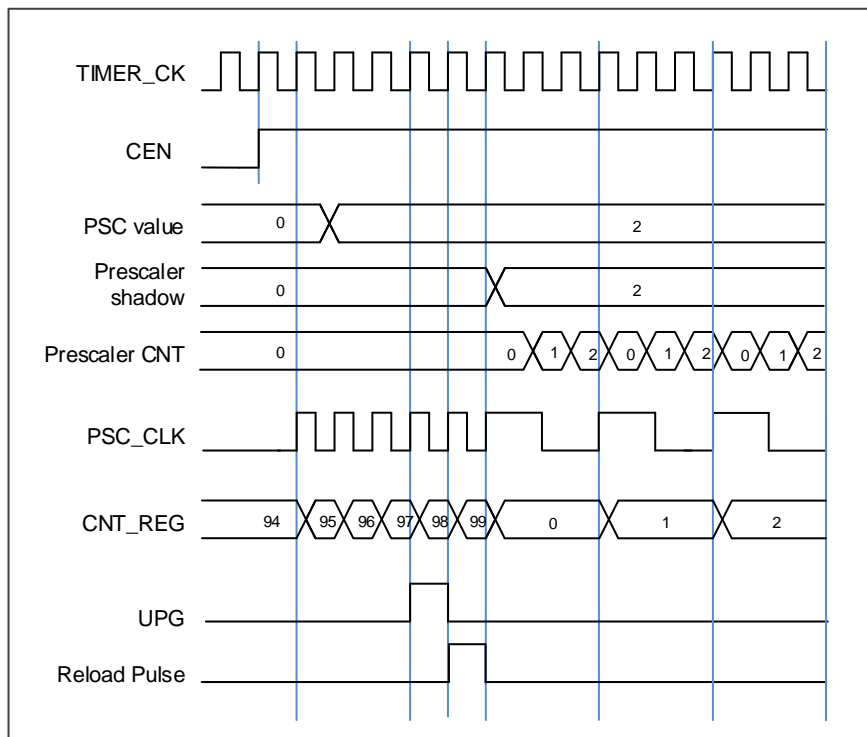 TIMER_CK
CEN
PSC value 0 2
Prescaler
shadow 0 2
Prescaler CNT 0 0 1 2 0 1 2 0 1 2
PSC_CLK
CNT_REG 94 95 96 97 98 99 0 1 2
UPG
Reload Pulse